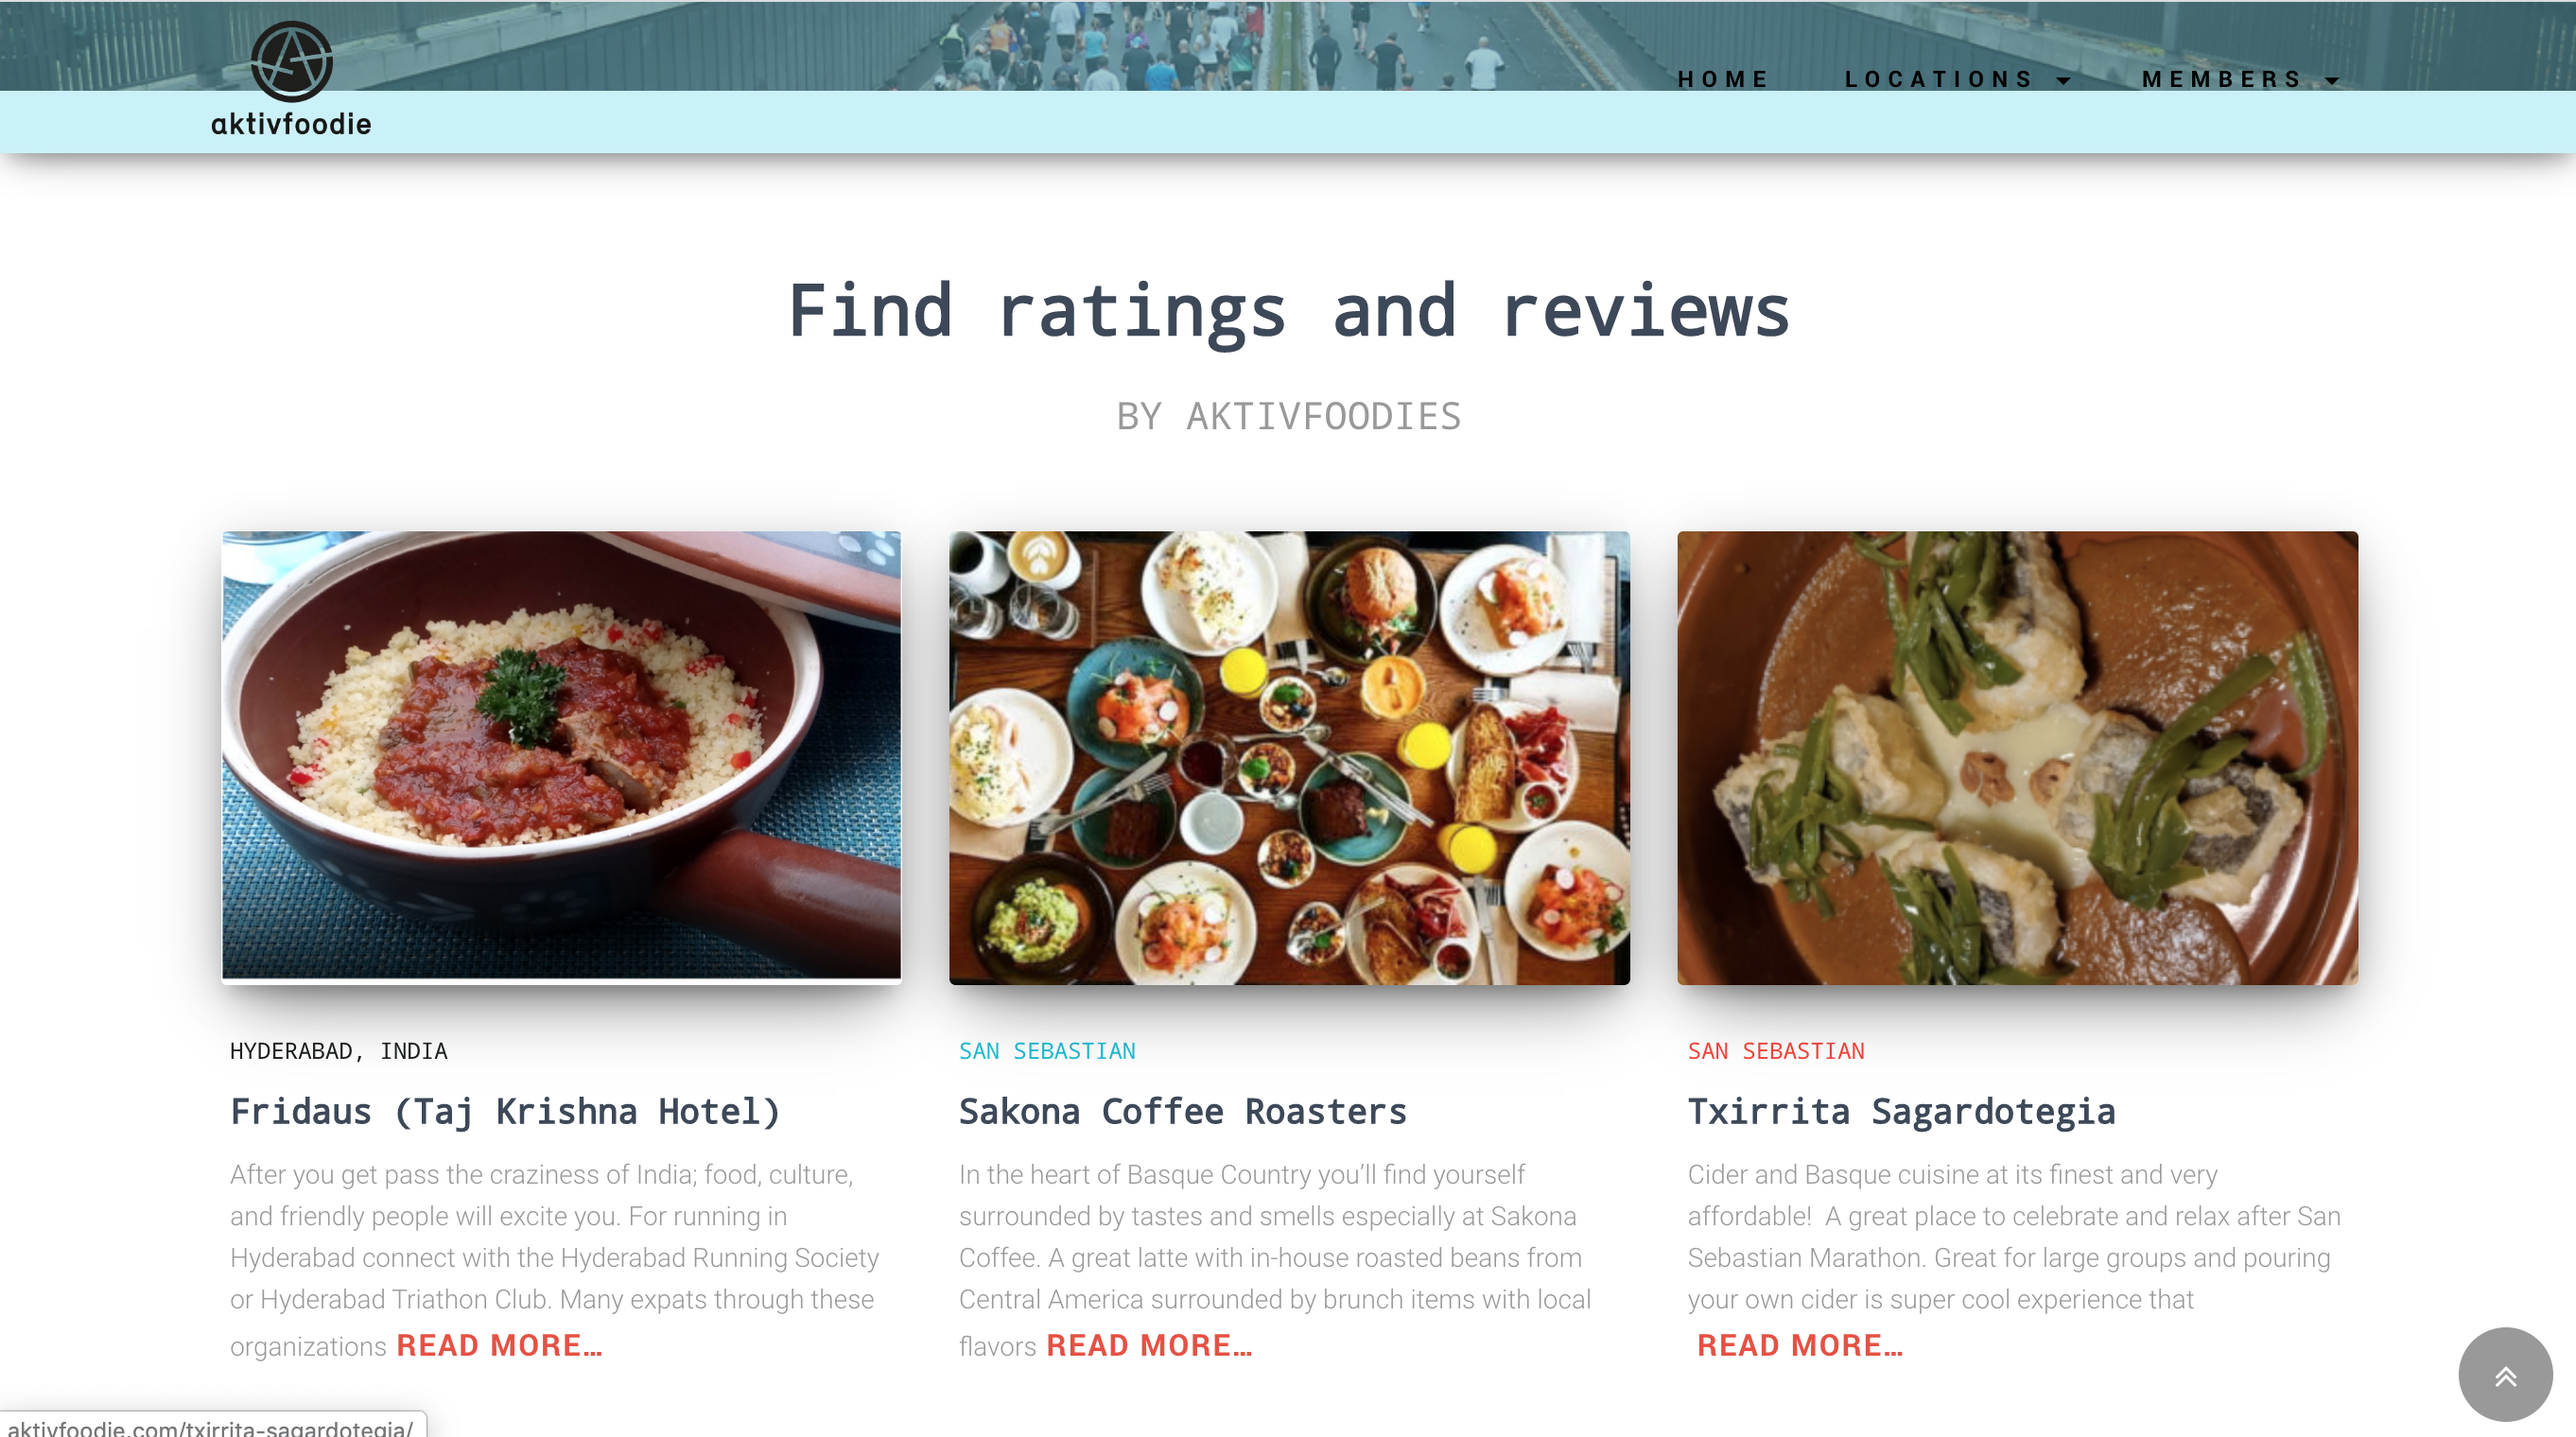 aktivfoodie
HOME LOCATIONS MEMBERS
Find ratings and reviews
BY AKTIVFOODIES
HYDERABAD, INDIA
Fridaus (Taj Krishna Hotel)
After you get pass the craziness of India; food, culture,
and friendly people will excite you. For running in
Hyderabad connect with the Hyderabad Running Society
or Hyderabad Triathon Club. Many expats through these
organizations READ MORE…
SAN SEBASTIAN
Sakona Coffee Roasters
In the heart of Basque Country you’ll find yourself
surrounded by tastes and smells especially at Sakona
Coffee. A great latte with in-house roasted beans from
Central America surrounded by brunch items with local
flavors READ MORE…
SAN SEBASTIAN
Txirrita Sagardotegia
Cider and Basque cuisine at its finest and very
affordable! A great place to celebrate and relax after San
Sebastian Marathon. Great for large groups and pouring
your own cider is super cool experience that
READ MORE…
aktivfoodie.com/txirrita-sagardotegia/